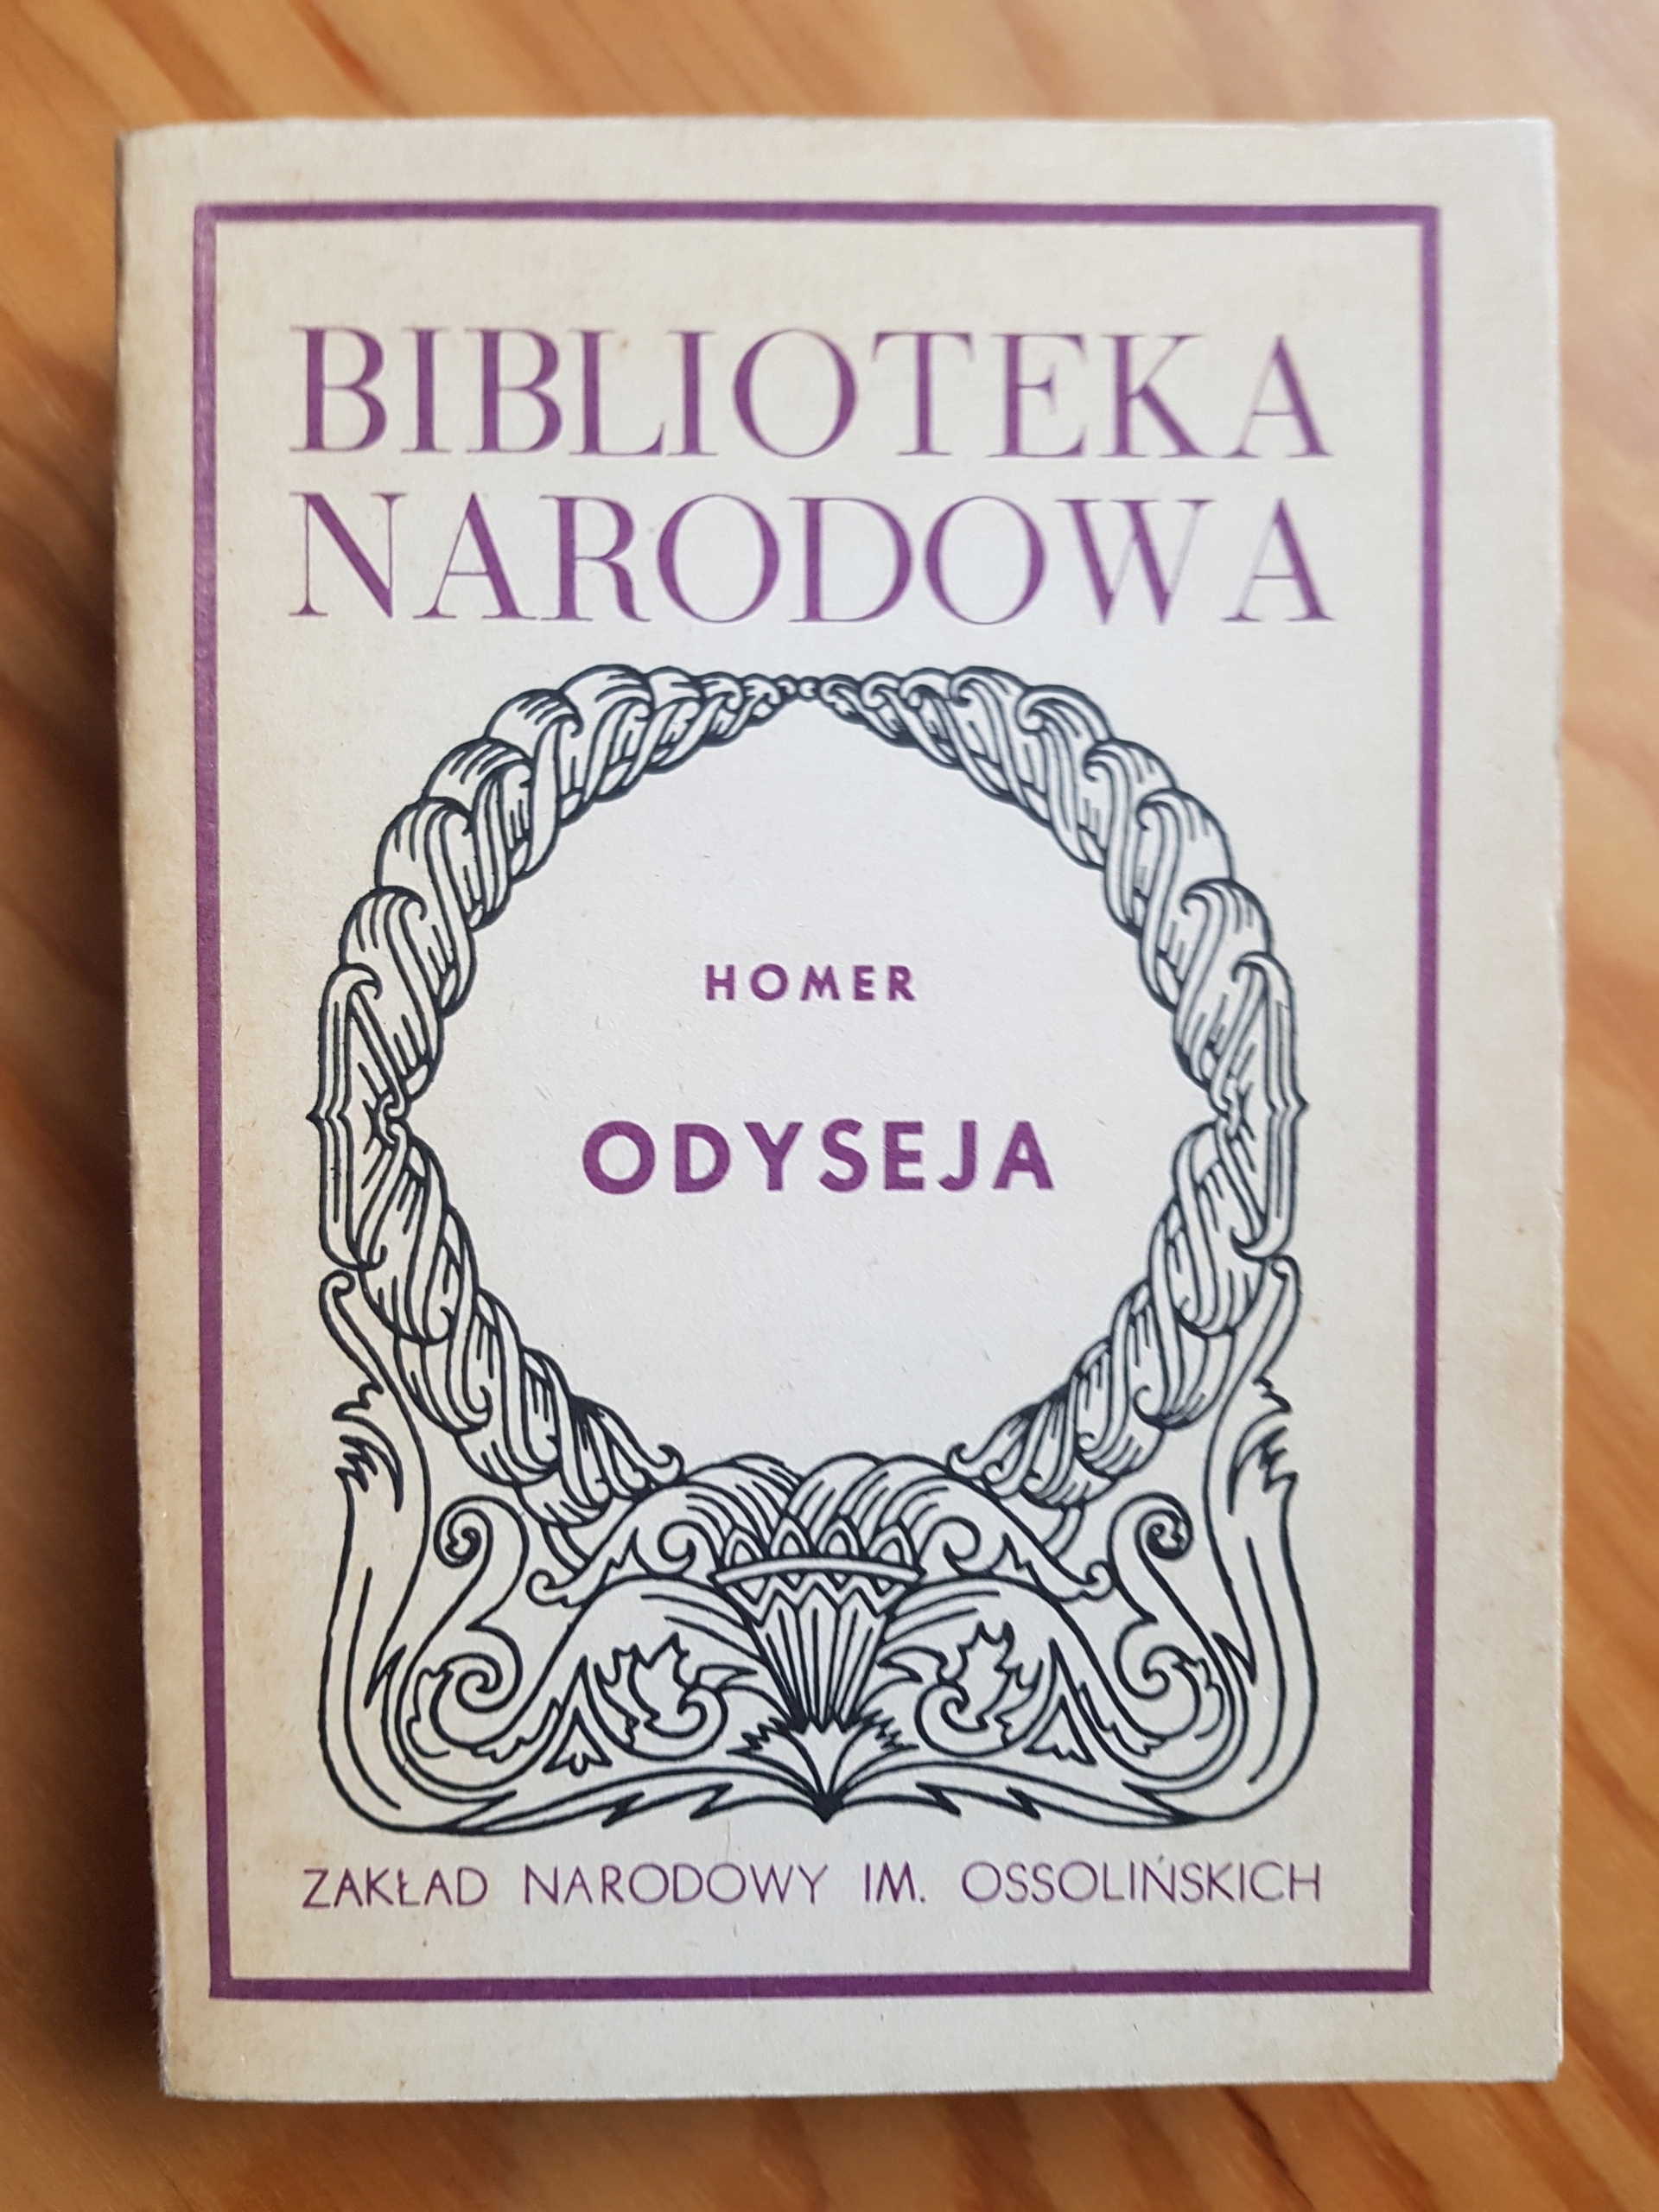 BIBLIOTEKA
NARODOWA
HOMER
ODYSEJA
ZAKŁAD NARODOWY IM. OSSOLIŃSKICH